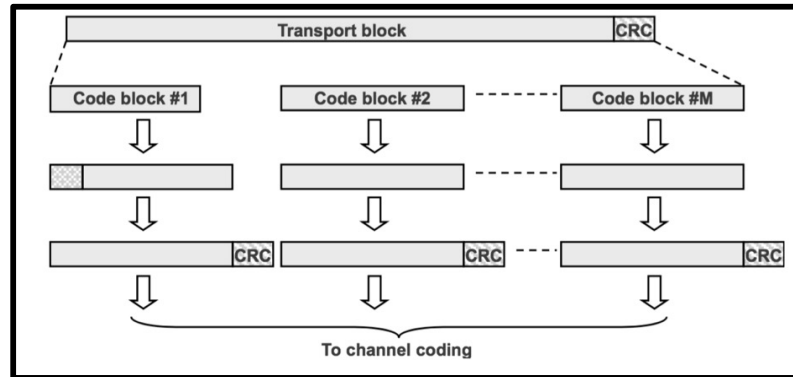 Transport block CRC
Code block #1 Code block #2 Code block #M
CRC CRC CRC
To channel coding